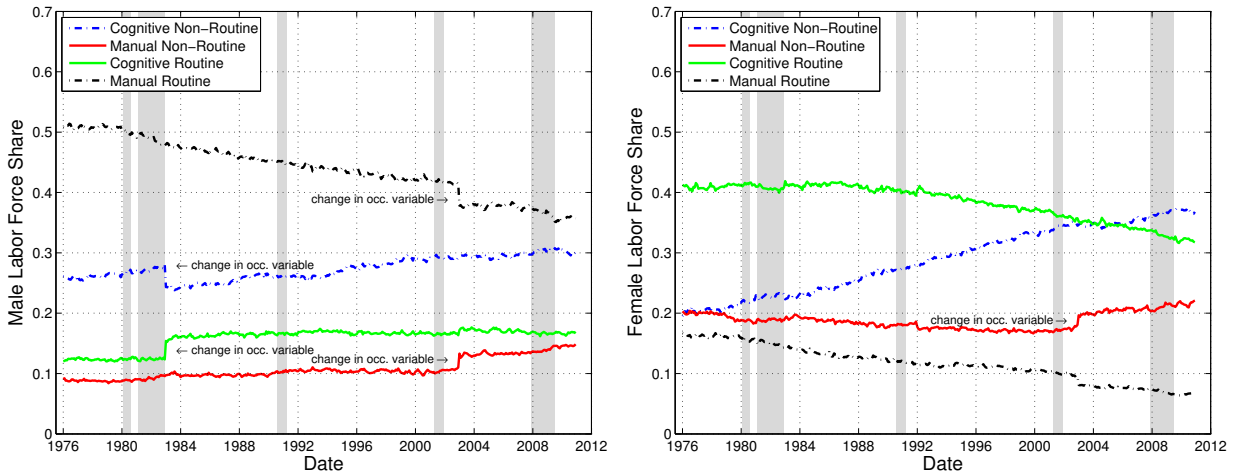 Male Labor Force Share
0.7
0.6
0.5
0.4
0.3
0.2
0.1
0
Cognitive Non−Routine
Manual Non−Routine
Cognitive Routine
Manual Routine
change in occ. variable →
← change in occ. variable
← change in occ. variable
change in occ. variable →
1976 1980 1984 1988 1992 1996 2000 2004 2008 2012
Date
Female Labor Force Share
0.7
0.6
0.5
0.4
0.3
0.2
0.1
0
Cognitive Non−Routine
Manual Non−Routine
Cognitive Routine
Manual Routine
change in occ. variable →
1976 1980 1984 1988 1992 1996 2000 2004 2008 2012
Date